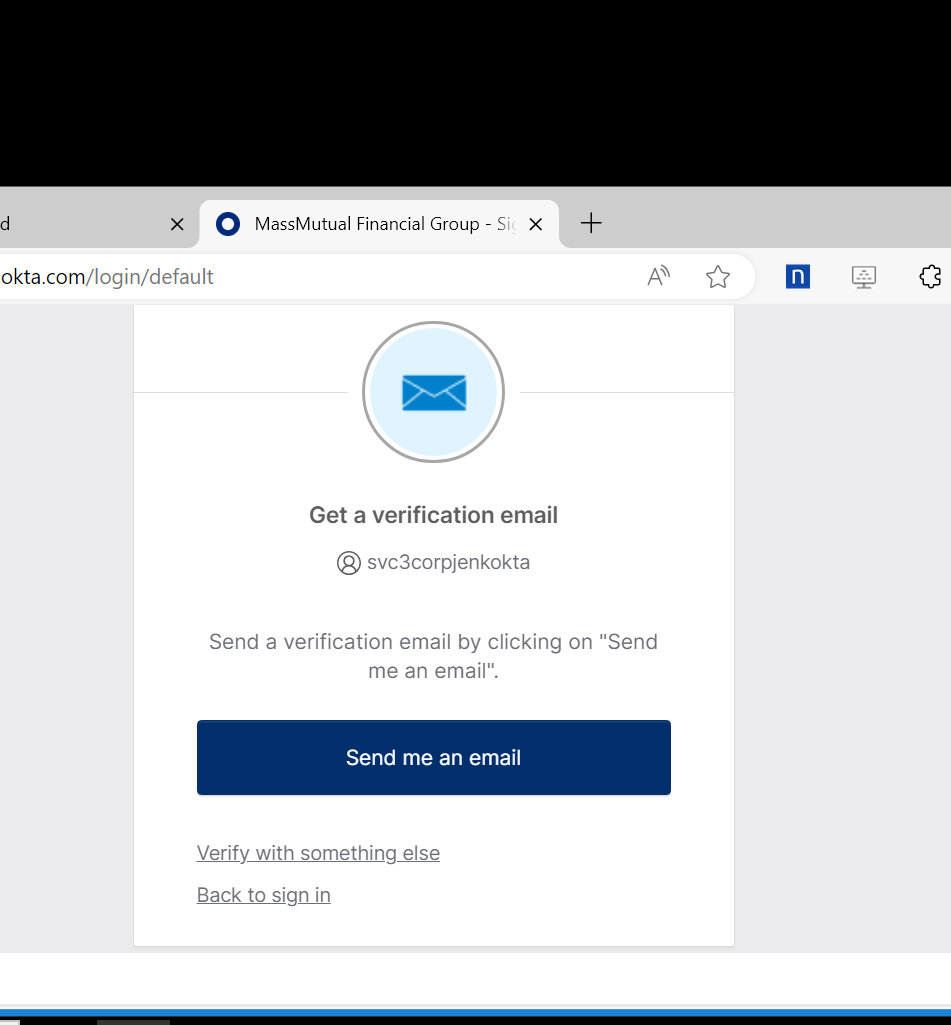 d
MassMutual Financial Group - Sig
okta.com/login/default
A
n
Get a verification email
svc3corpjenkokta
Send a verification email by clicking on "Send
me an email".
Send me an email
Verify with something else
Back to sign in